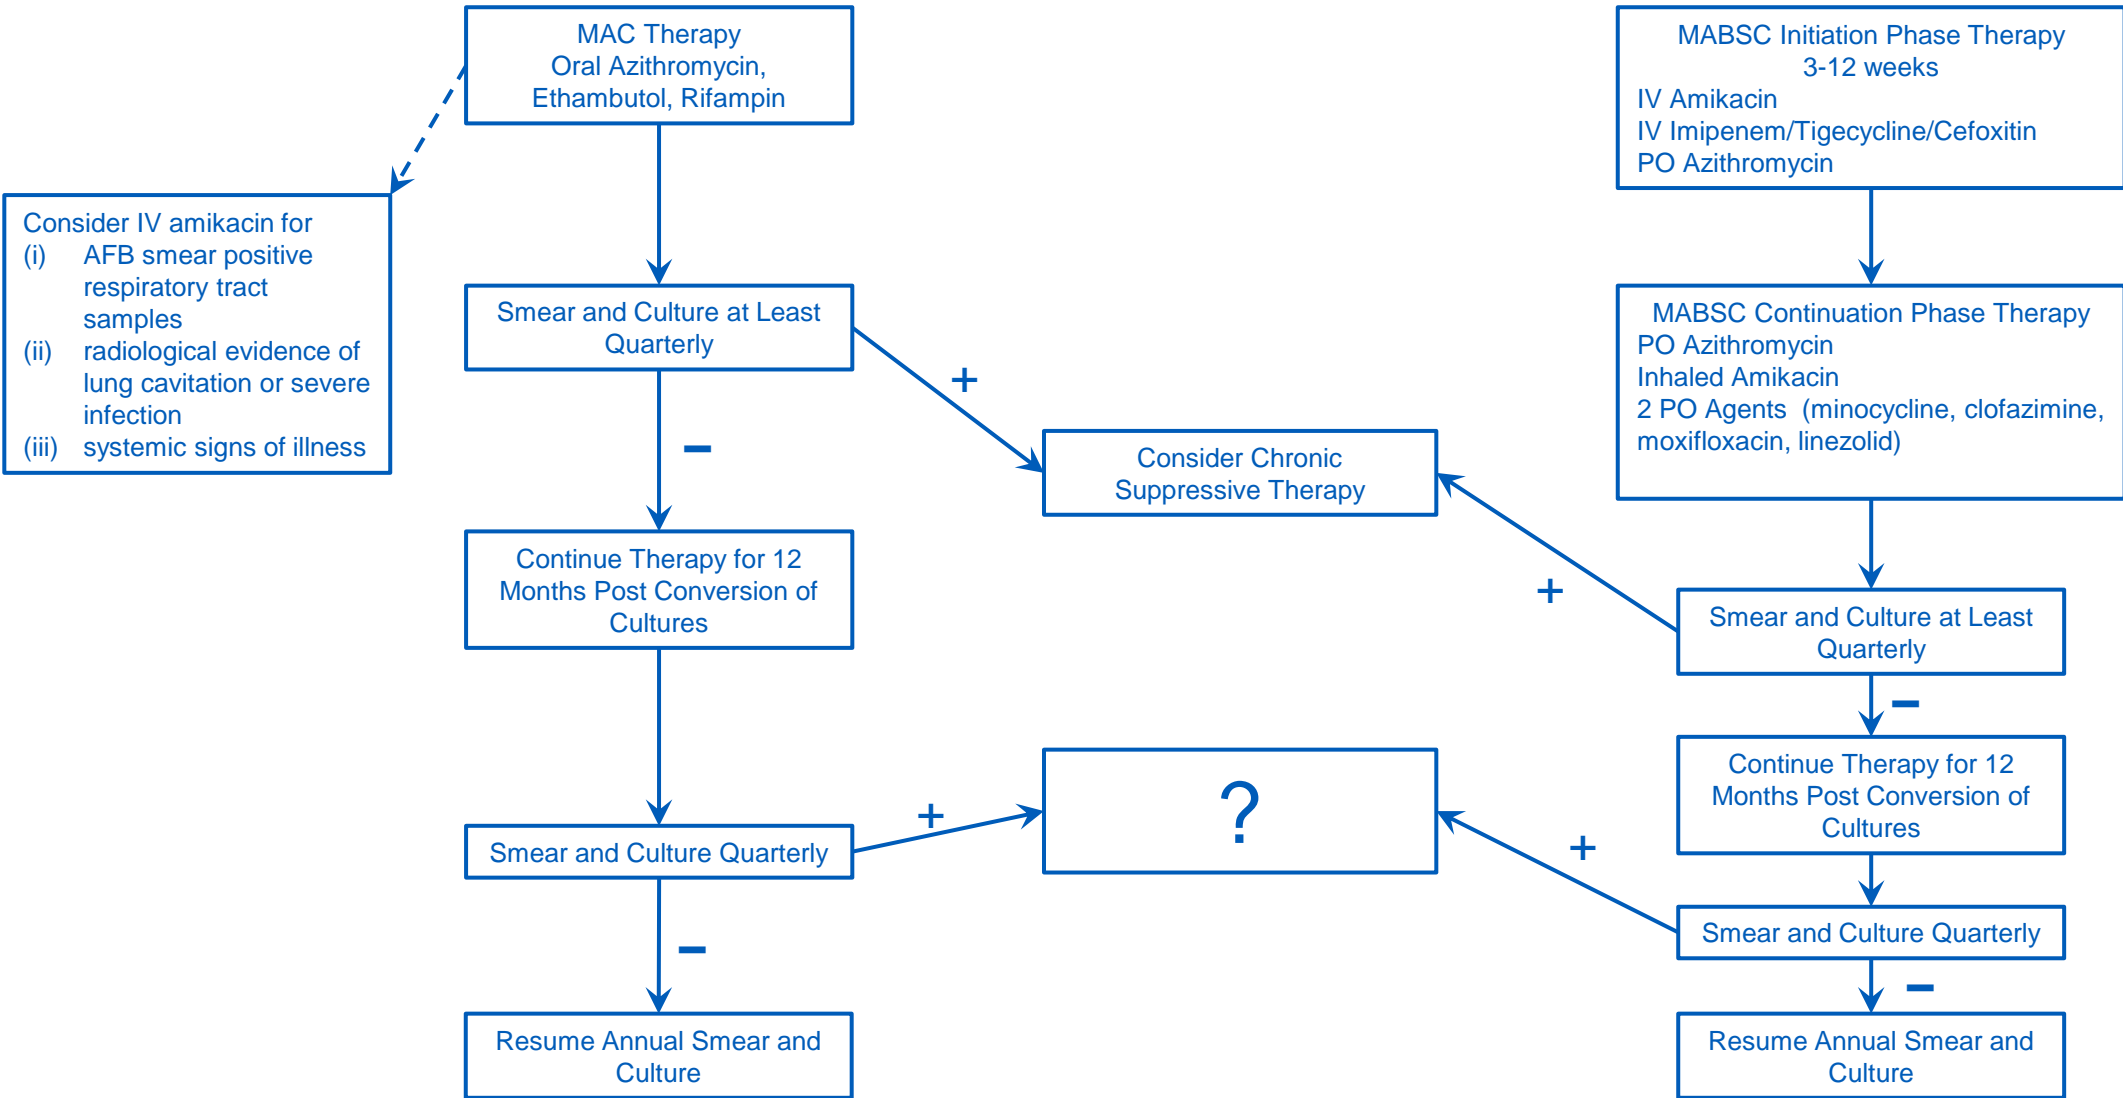 MAC Therapy
Oral Azithromycin,
Ethambutol, Rifampin
MABSC Initiation Phase Therapy
3-12 weeks
IV Amikacin
IV Imipenem/Tigecycline/Cefoxitin
PO Azithromycin
Consider IV amikacin for
(i) AFB smear positive
respiratory tract
samples
(ii) radiological evidence of
lung cavitation or severe
infection
(iii) systemic signs of illness
Smear and Culture at Least
Quarterly
MABSC Continuation Phase Therapy
PO Azithromycin
Inhaled Amikacin
2 PO Agents (minocycline, clofazimine,
moxifloxacin, linezolid)
+
−
Consider Chronic
Suppressive Therapy
+
Continue Therapy for 12
Months Post Conversion of
Cultures
Smear and Culture at Least
Quarterly
−
Continue Therapy for 12
Months Post Conversion of
Cultures
?
+
+
Smear and Culture Quarterly
Smear and Culture Quarterly
−
−
Resume Annual Smear and
Culture
Resume Annual Smear and
Culture